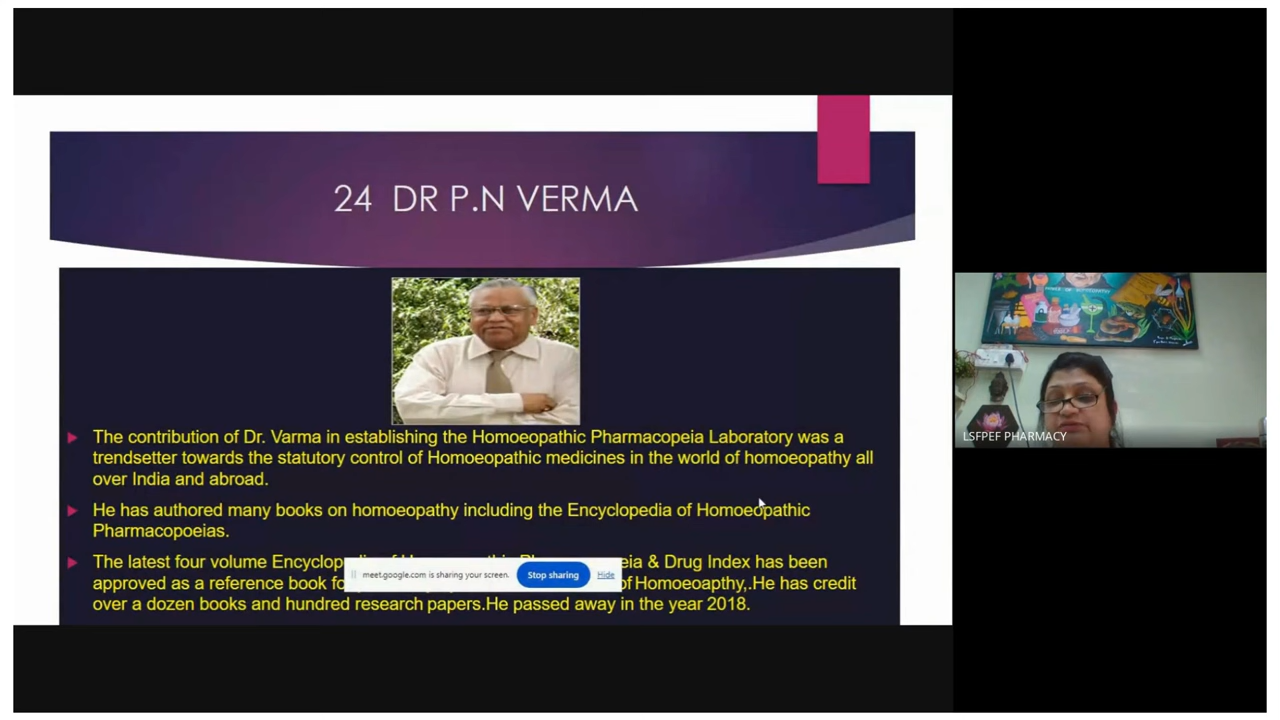 24 DR P.N VERMA
The contribution of Dr. Varma in establishing the Homoeopathic Pharmacopeia Laboratory was a
trendsetter towards the statutory control of Homoeopathic medicines in the world of homoeopathy all
over India and abroad.
He has authored many books on homoeopathy including the Encyclopedia of Homoeopathic
Pharmacopoeias.
The latest four volume & Drug Index has been
approved as a reference book of Homoeoapthy,.He has credit
over a dozen books and hundred research papers.He passed away in the year 2018.
meet.google.com is sharing your screen.
Stop sharing
Hide
LSFPEF PHARMACY